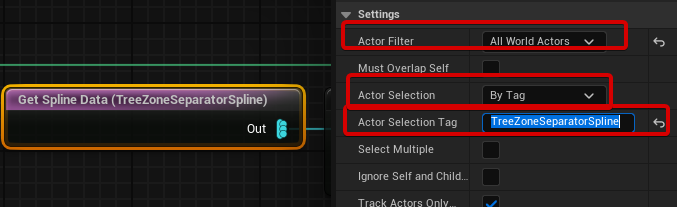 Get Spline Data (TreeZoneSeparatorSpline)
Out
Settings
Actor Filter
All World Actors
Must Overlap Self
Actor Selection
By Tag
Actor Selection Tag
TreeZoneSeparatorSpline
Select Multiple
Ignore Self and Child...
Track Actors Only...